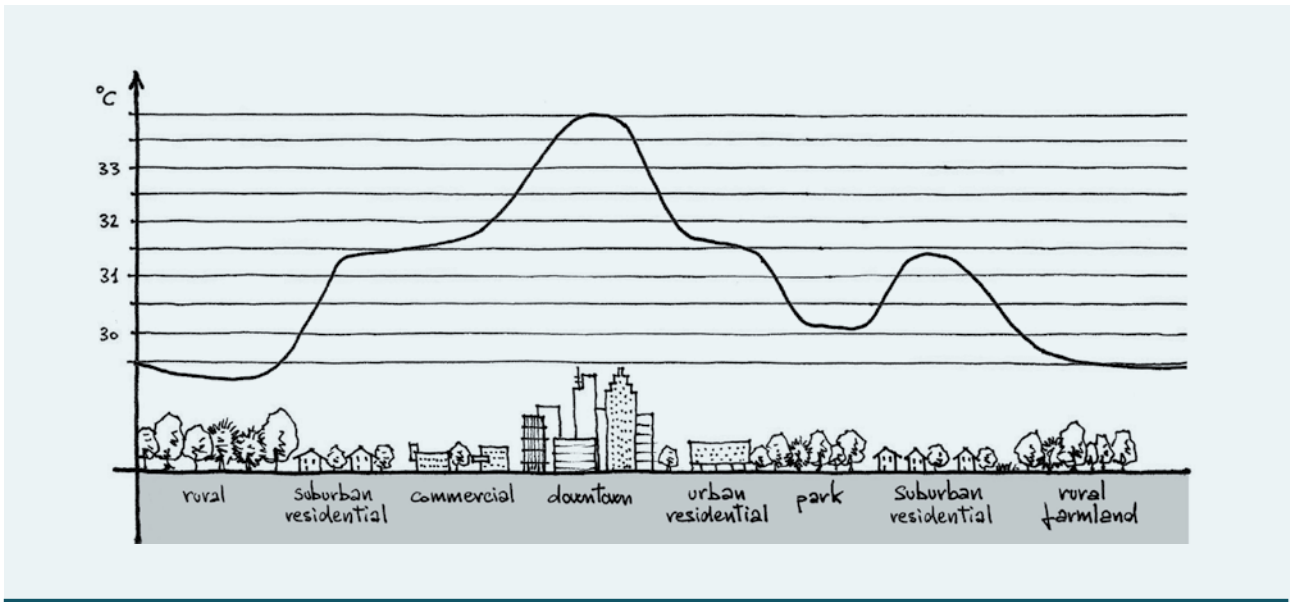 °C
33
32
31
30
rural
suburban
residential
commercial
downtown
urban
residential
park
Suburban
residential
rural
farmland